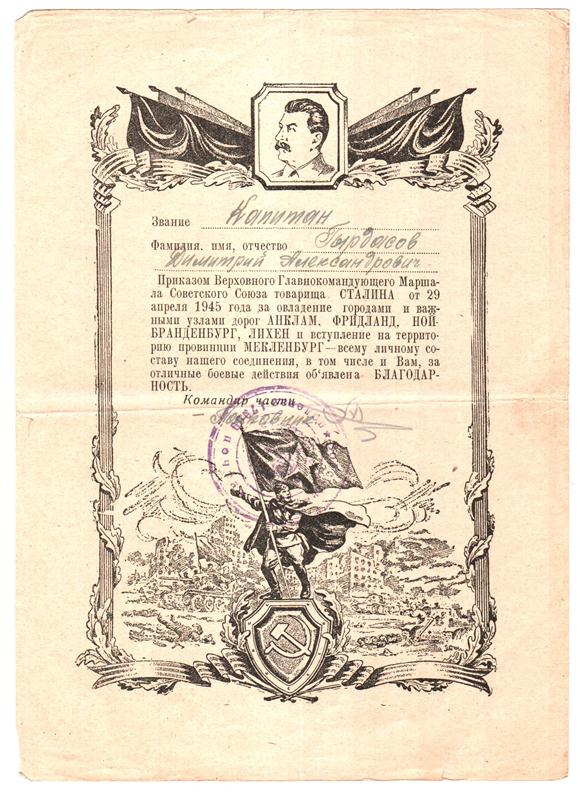 Звание Капитан
Фамилия, имя, отчество Гырдасов
Димитрий Александрович
Приказом Верховного Главнокомандующего Марша-
ла Советского Союза товарища СТАЛИНА от 29
апреля 1945 года за овладение городами и важ-
ными узлами дорог АНКЛАМ, ФРИДЛАНД, НОЙ-
БРАНДЕНБУРГ, ЛИХЕН и вступление на террито-
рию провинции МЕКЛЕНБУРГ—всему личному со-
ставу нашего соединения, в том числе и Вам, за
отличные боевые действия об'явлена БЛАГОДАР-
НОСТЬ.
Командир части